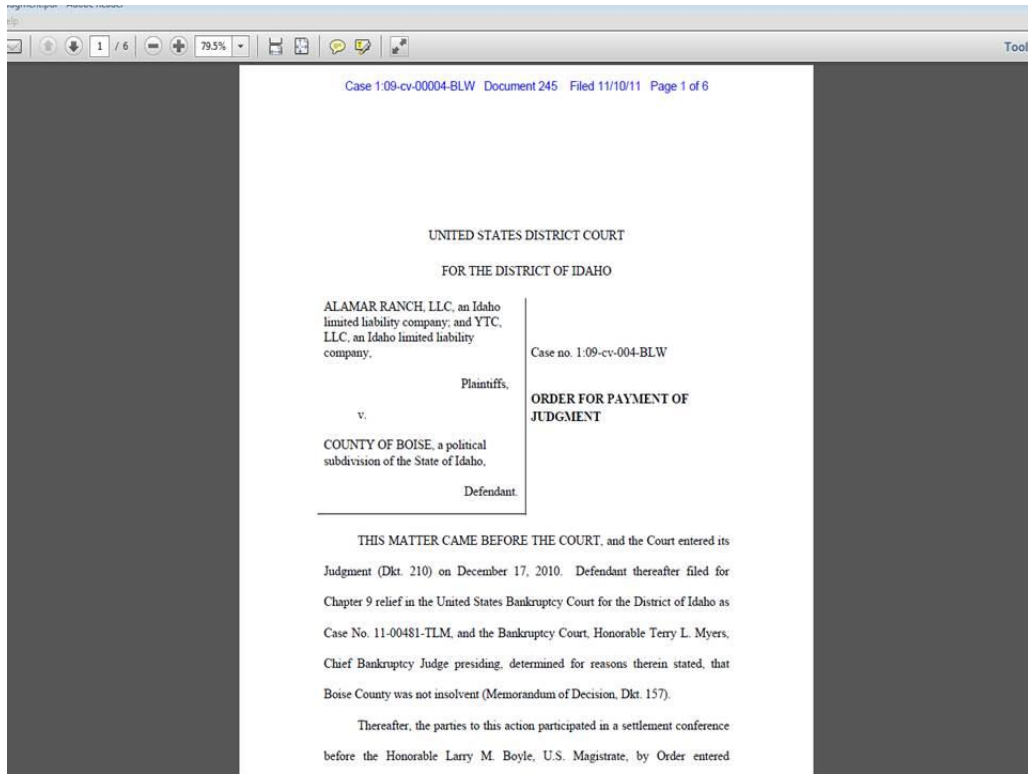 elp
1 / 6
79.5%
Tool
Case 1:09-cv-00004-BLW Document 245 Filed 11/10/11 Page 1 of 6
UNITED STATES DISTRICT COURT
FOR THE DISTRICT OF IDAHO
ALAMAR RANCH, LLC, an Idaho
limited liability company; and YTC,
LLC, an Idaho limited liability
company,
Plaintiffs,
v.
COUNTY OF BOISE, a political
subdivision of the State of Idaho,
Defendant.
Case no. 1:09-cv-004-BLW
ORDER FOR PAYMENT OF
JUDGMENT
THIS MATTER CAME BEFORE THE COURT, and the Court entered its
Judgment (Dkt. 210) on December 17, 2010. Defendant thereafter filed for
Chapter 9 relief in the United States Bankruptcy Court for the District of Idaho as
Case No. 11-00481-TLM, and the Bankruptcy Court, Honorable Terry L. Myers,
Chief Bankruptcy Judge presiding, determined for reasons therein stated, that
Boise County was not insolvent (Memorandum of Decision, Dkt. 157).
Thereafter, the parties to this action participated in a settlement conference
before the Honorable Larry M. Boyle, U.S. Magistrate, by Order entered